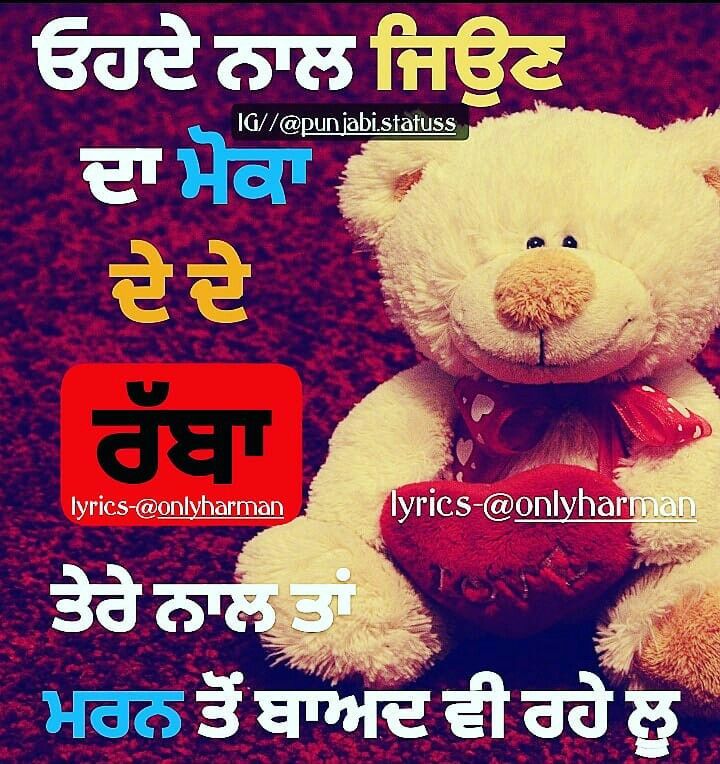 ਓਹਦੇ ਨਾਲ ਜਿਉਣ
IG//@punjabi.statuss
ਦਾ ਮੋਕਾ
ਦੇ ਦੇ
ਰੱਬਾ
lyrics-@onlyharman
lyrics-@onlyharman
ਤੇਰੇ ਨਾਲ ਤਾਂ
ਮਰਨ ਤੋਂ ਬਾਅਦ ਵੀ ਰਹੇ ਲੂ